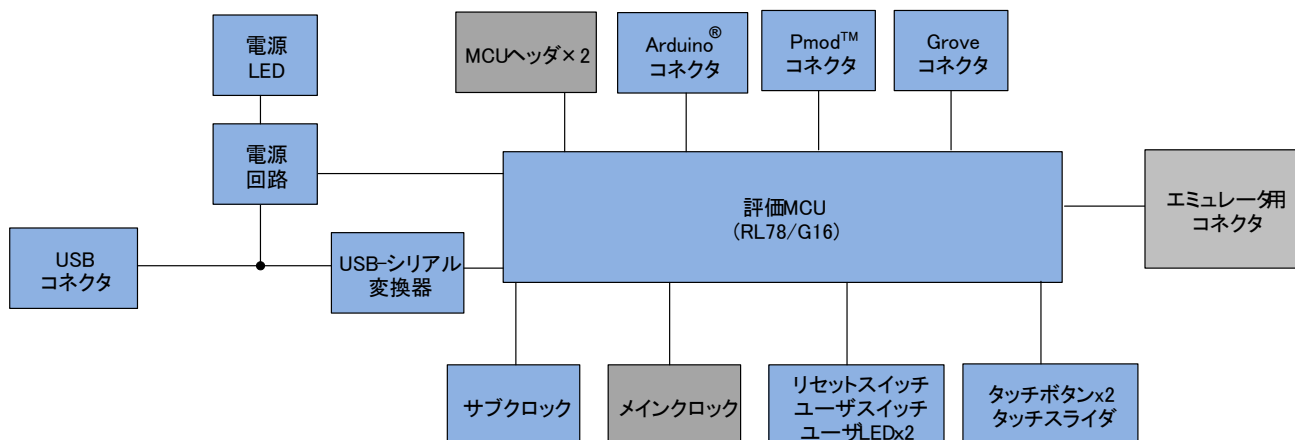 電源
LED
MCUヘッダ×2
Arduino®
コネクタ
Pmod™
コネクタ
Grove
コネクタ
電源
回路
評価MCU
(RL78/G16)
エミュレータ用
コネクタ
USB
コネクタ
USB-シリアル
変換器
サブクロック
メインクロック
リセットスイッチ
ユーザスイッチ
ユーザLEDx2
タッチボタンx2
タッチスライダ